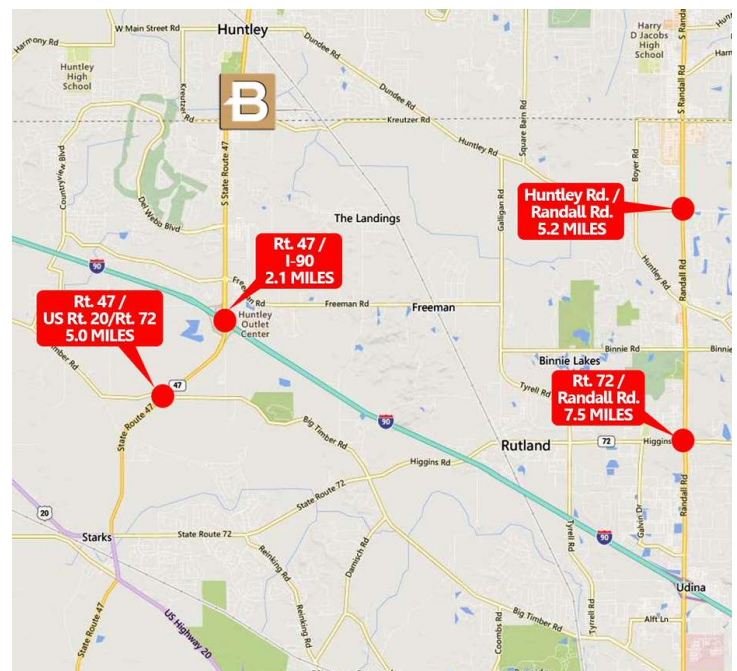 W Main Street Rd
Huntley
Harmony Rd
Huntley
High
School
Kreutzer Rd
B
Dundee Rd
Dundee
Rd
Kreutzer Rd
Square Barn Rd
Huntley Rd
Harry
D Jacobs
High
School
S Randall Rd
Boyer Rd
Countryview Blvd
Del Webb Blvd
S State Route 47
The Landings
Galligan Rd
Huntley Rd. /
Randall Rd.
5.2 MILES
Huntley Rd
Randall Rd
90
Rt. 47 /
I-90
2.1 MILES
Freeman Rd
Freeman
Huntley
Outlet
Center
Rt. 47 /
US Rt. 20/Rt. 72
5.0 MILES
47
State Route 47
Binnie Rd
Binnie Lakes
Tyrell Rd
Rt. 72 /
Randall Rd.
7.5 MILES
Big Timber Rd
90
Rutland
72
Higgins
Higgins Rd
State Route 72
Randall Rd
Galvin Dr
20
Starks
State Route 72
Reinking Rd
Damisch Rd
Tyrell Rd
90
Udina
State Route 47
US Highway 20
Reinking Rd
Big Timber Rd
Coombs Rd
Tyrell Rd
Alft Ln